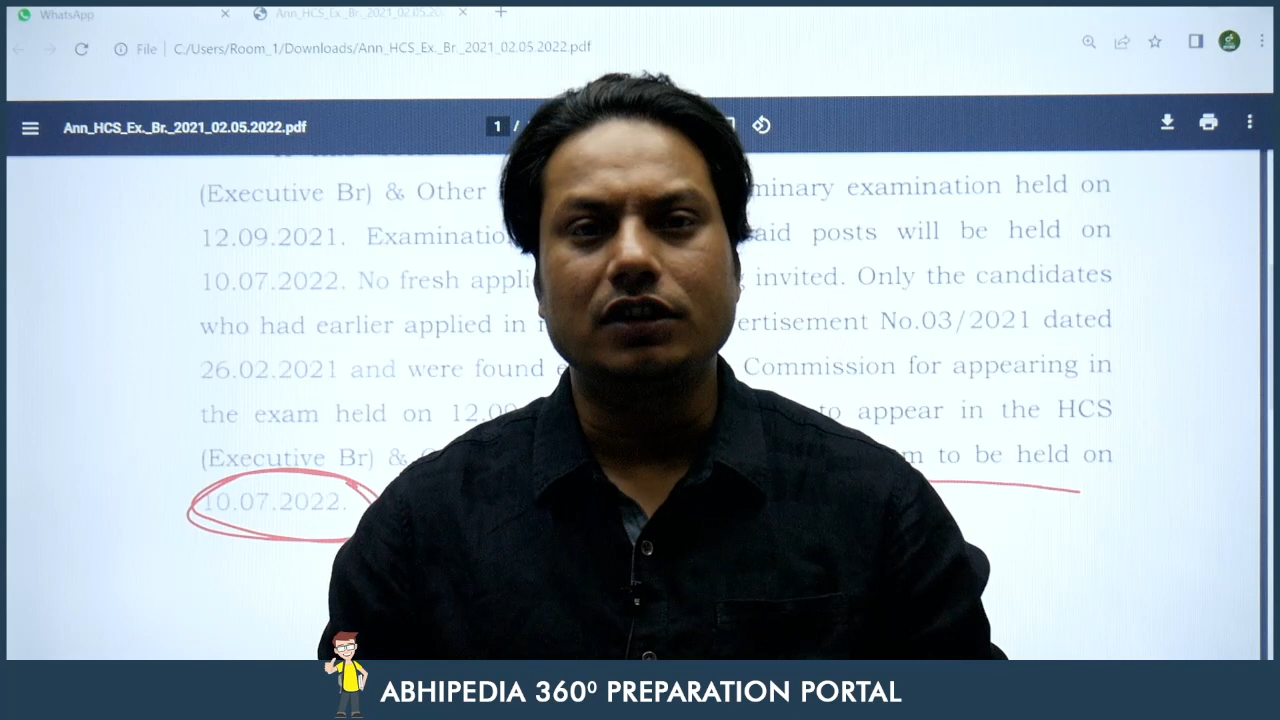 WhatsApp
Ann_HCS_Ex._Br._2021_02.05.20
File | C:/Users/Room_1/Downloads/Ann_HCS_Ex._Br._2021_02.05.2022.pdf
Ann_HCS_Ex._Br._2021_02.05.2022.pdf
1 /
(Executive Br) & Other minary examination held on
12.09.2021. Examinatio aid posts will be held on
10.07.2022. No fresh appli invited. Only the candidates
who had earlier applied in ertisement No.03/2021 dated
26.02.2021 and were found Commission for appearing in
the exam held on 12.09 to appear in the HCS
(Executive Br) & m to be held on
10.07.2022.
ABHIPEDIA 360⁰ PREPARATION PORTAL